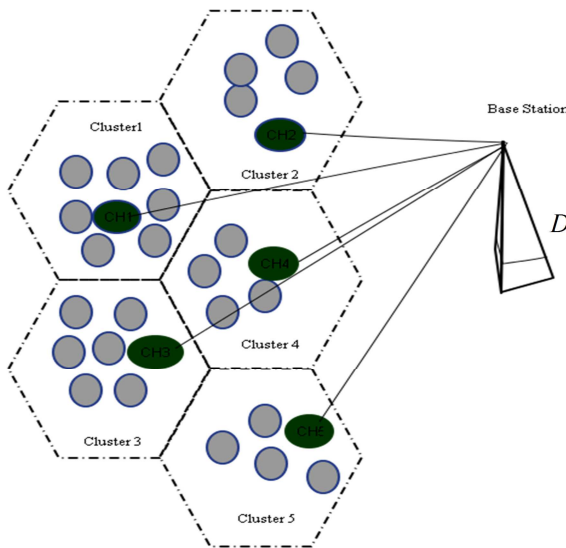 Base Station
Cluster1
CH2
Cluster 2
CH1
D
CH4
CH3
Cluster 4
CH5
Cluster 3
Cluster 5